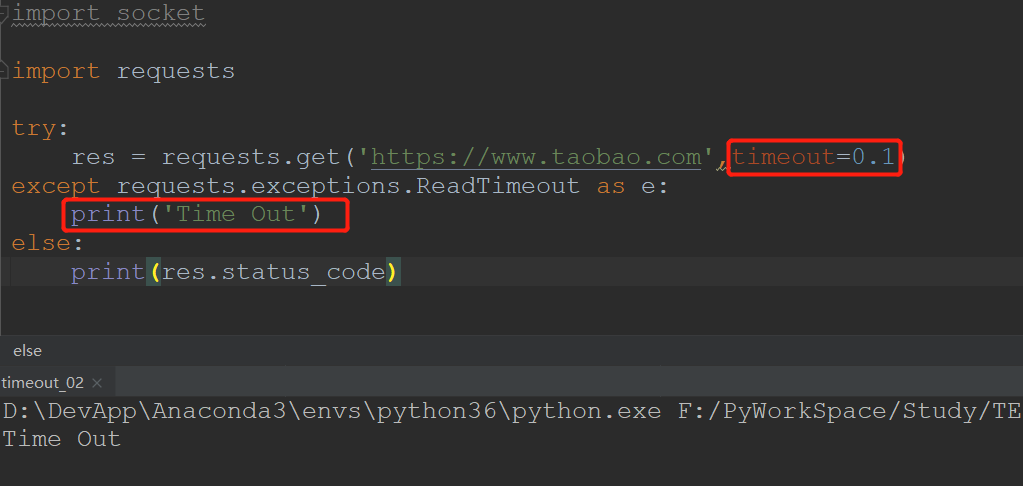 import socket
import requests
try:
    res = requests.get('https://www.taobao.com',timeout=0.1)
except requests.exceptions.ReadTimeout as e:
    print('Time Out')
else:
    print(res.status_code)
else
timeout_02 ×
D:\DevApp\Anaconda3\envs\python36\python.exe F:/PyWorkSpace/Study/TE
Time Out